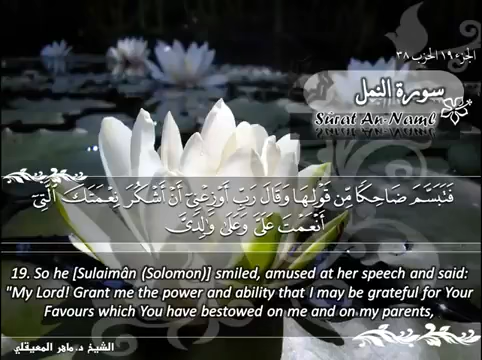 الجزء ١٩ الحزب ٣٨
سورة النمل
Sûrat An-Naml
فَتَبَسَّمَ ضَاحِكًا مِّن قَوْلِهَا وَقَالَ رَبِّ أَوْزِعْنِىٓ أَنْ أَشْكُرَ نِعْمَتَكَ ٱلَّتِىٓ
أَنْعَمْتَ عَلَىَّ وَعَلَىٰ وَٰلِدَىَّ
19. So he [Sulaimân (Solomon)] smiled, amused at her speech and said:
"My Lord! Grant me the power and ability that I may be grateful for Your
Favours which You have bestowed on me and on my parents,
الشيخ د. ماهر المعيقلي